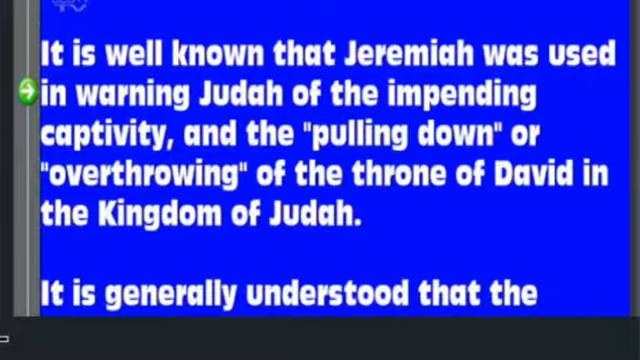 It is well known that Jeremiah was used
in warning Judah of the impending
captivity, and the "pulling down" or
"overthrowing" of the throne of David in
the Kingdom of Judah.
It is generally understood that the